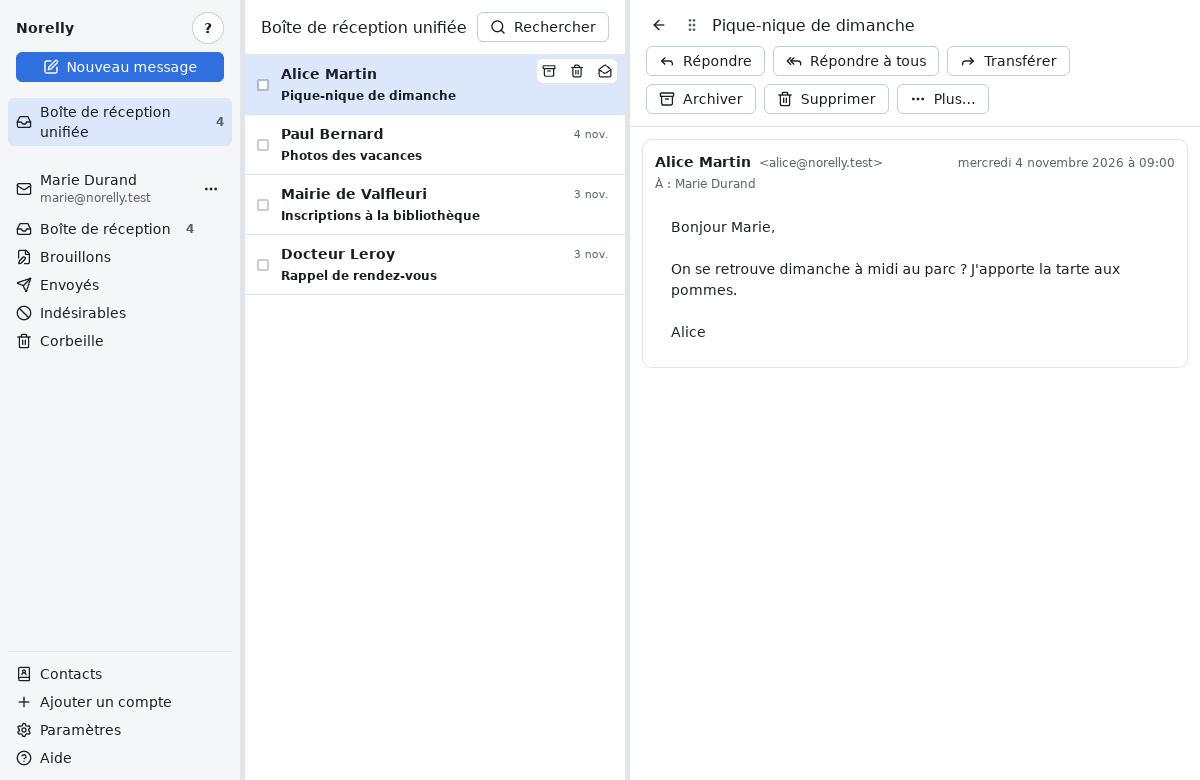 Norelly
?
Nouveau message
Boîte de réception
unifiée
4
Marie Durand
marie@norelly.test
Boîte de réception 4
Brouillons
Envoyés
Indésirables
Corbeille
Contacts
Ajouter un compte
Paramètres
Aide
Boîte de réception unifiée
Rechercher
Alice Martin
Pique-nique de dimanche
Paul Bernard 4 nov.
Photos des vacances
Mairie de Valfleuri 3 nov.
Inscriptions à la bibliothèque
Docteur Leroy 3 nov.
Rappel de rendez-vous
Pique-nique de dimanche
Répondre Répondre à tous Transférer
Archiver Supprimer Plus...
Alice Martin <alice@norelly.test> mercredi 4 novembre 2026 à 09:00
À : Marie Durand
Bonjour Marie,
On se retrouve dimanche à midi au parc ? J'apporte la tarte aux
pommes.
Alice